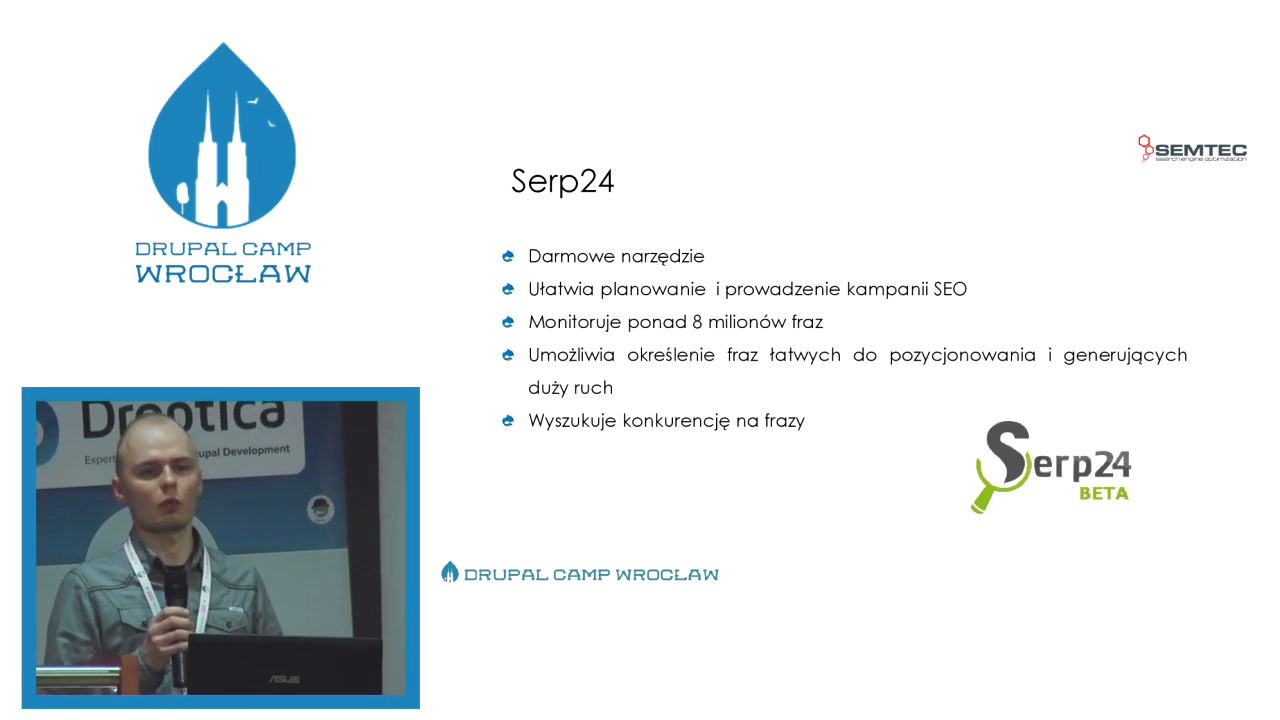 DRUPAL CAMP
WROCŁAW
SEMTEC
search engine optimization
Serp24
Darmowe narzędzie
Ułatwia planowanie i prowadzenie kampanii SEO
Monitoruje ponad 8 milionów fraz
Umożliwia określenie fraz łatwych do pozycjonowania i generujących
duży ruch
Wyszukuje konkurencję na frazy
Serp24
BETA
DRUPAL CAMP WROCŁAW
Droptica
Expert
rupal Development
ASUS